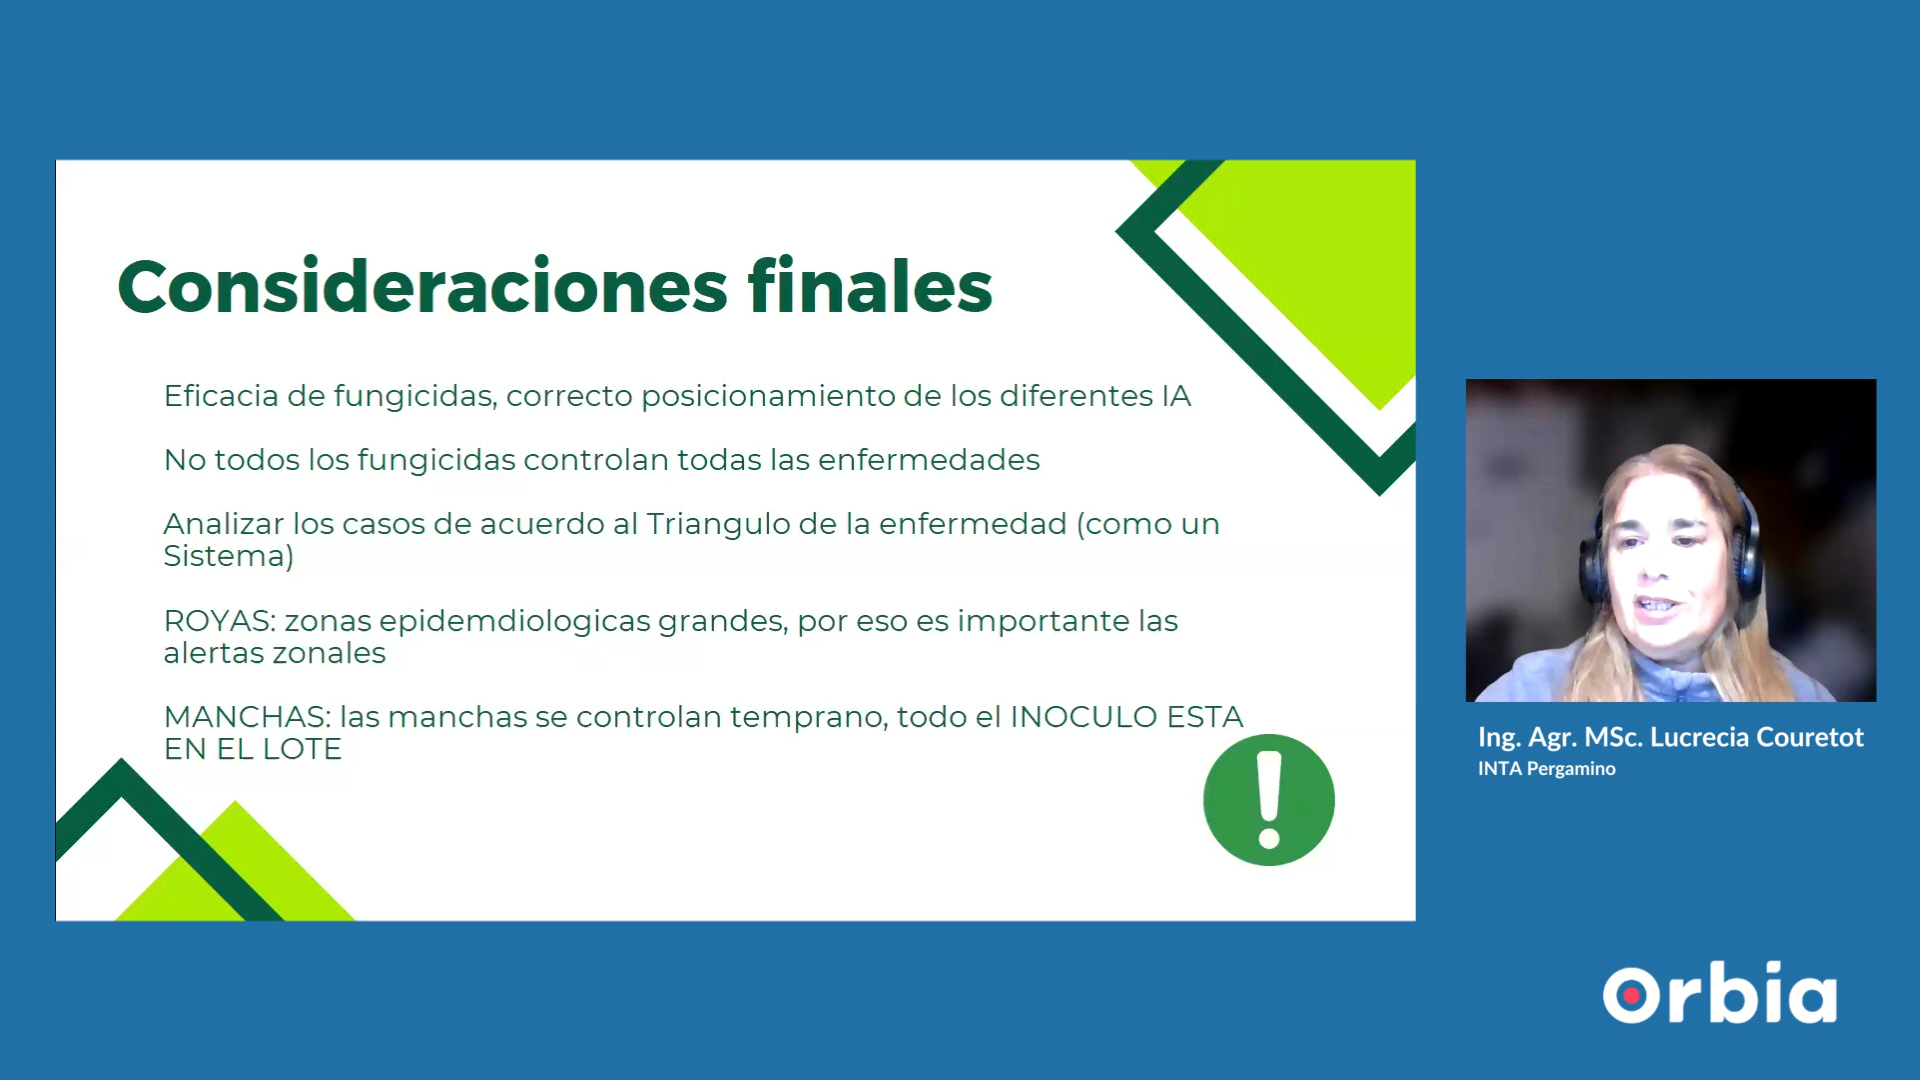 Consideraciones finales
Eficacia de fungicidas, correcto posicionamiento de los diferentes IA
No todos los fungicidas controlan todas las enfermedades
Analizar los casos de acuerdo al Triangulo de la enfermedad (como un
Sistema)
ROYAS: zonas epidemdiologicas grandes, por eso es importante las
alertas zonales
MANCHAS: las manchas se controlan temprano, todo el INOCULO ESTA
EN EL LOTE
Ing. Agr. MSc. Lucrecia Couretot
INTA Pergamino
Orbia